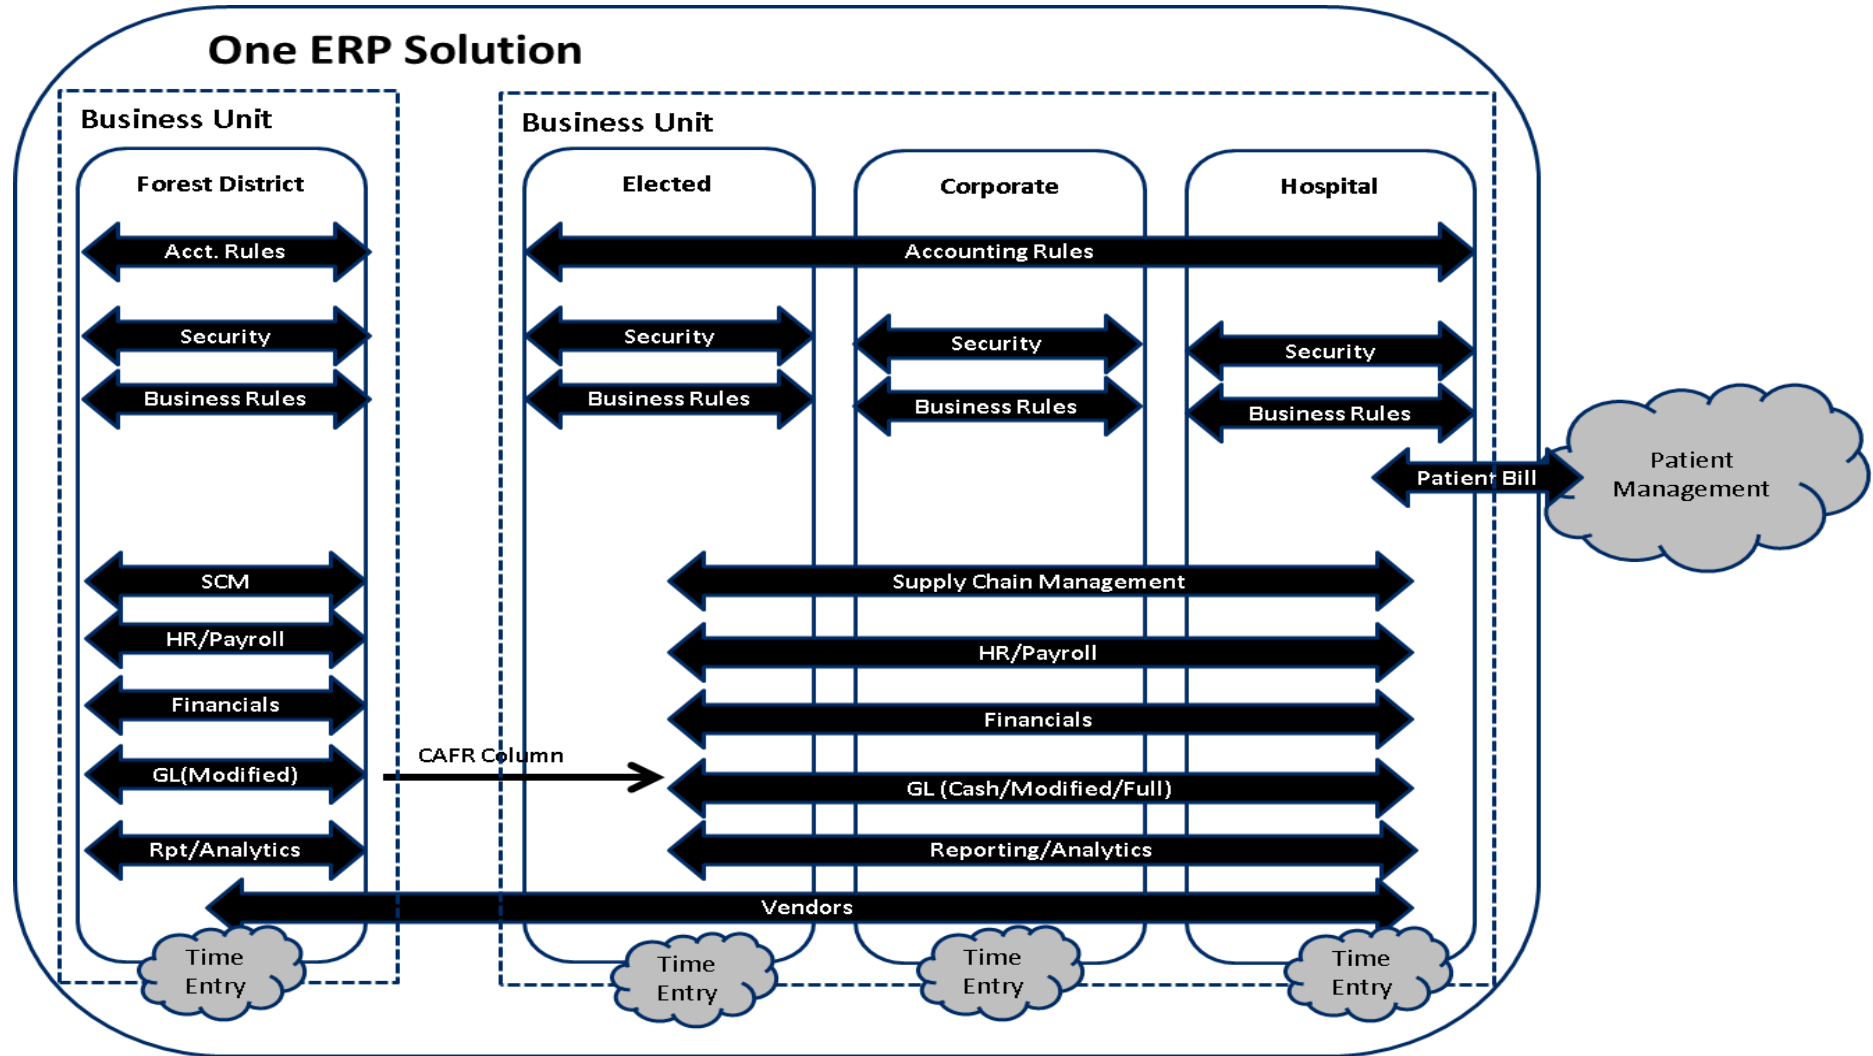 One ERP Solution
Business Unit
Business Unit
Forest District
Elected
Corporate
Hospital
Acct. Rules
Accounting Rules
Security
Security
Security
Security
Business Rules
Business Rules
Business Rules
Business Rules
Patient Bill
Patient
Management
SCM
Supply Chain Management
HR/Payroll
HR/Payroll
Financials
Financials
CAFR Column
GL(Modified)
GL (Cash/Modified/Full)
Rpt/Analytics
Reporting/Analytics
Vendors
Time
Entry
Time
Entry
Time
Entry
Time
Entry